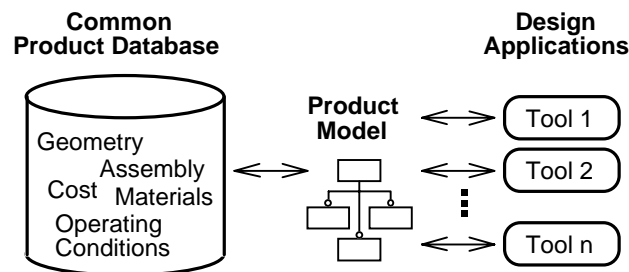 Common
Product Database
Geometry
Assembly
Cost
Materials
Operating
Conditions
Product
Model
Design
Applications
Tool 1
Tool 2
Tool n